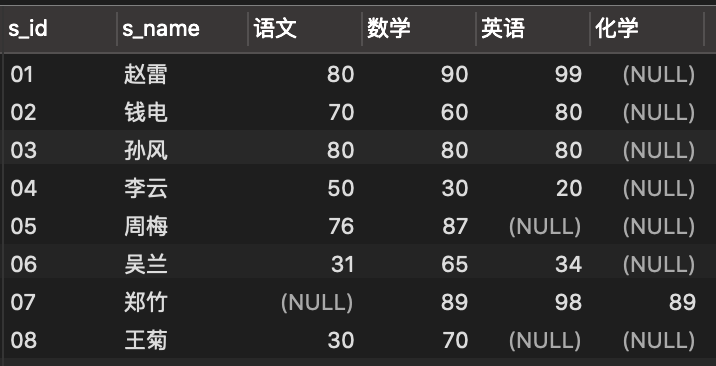 s_id s_name 语文 数学 英语 化学
01 赵雷 80 90 99 (NULL)
02 钱电 70 60 80 (NULL)
03 孙风 80 80 80 (NULL)
04 李云 50 30 20 (NULL)
05 周梅 76 87 (NULL) (NULL)
06 吴兰 31 65 34 (NULL)
07 郑竹 (NULL) 89 98 89
08 王菊 30 70 (NULL) (NULL)